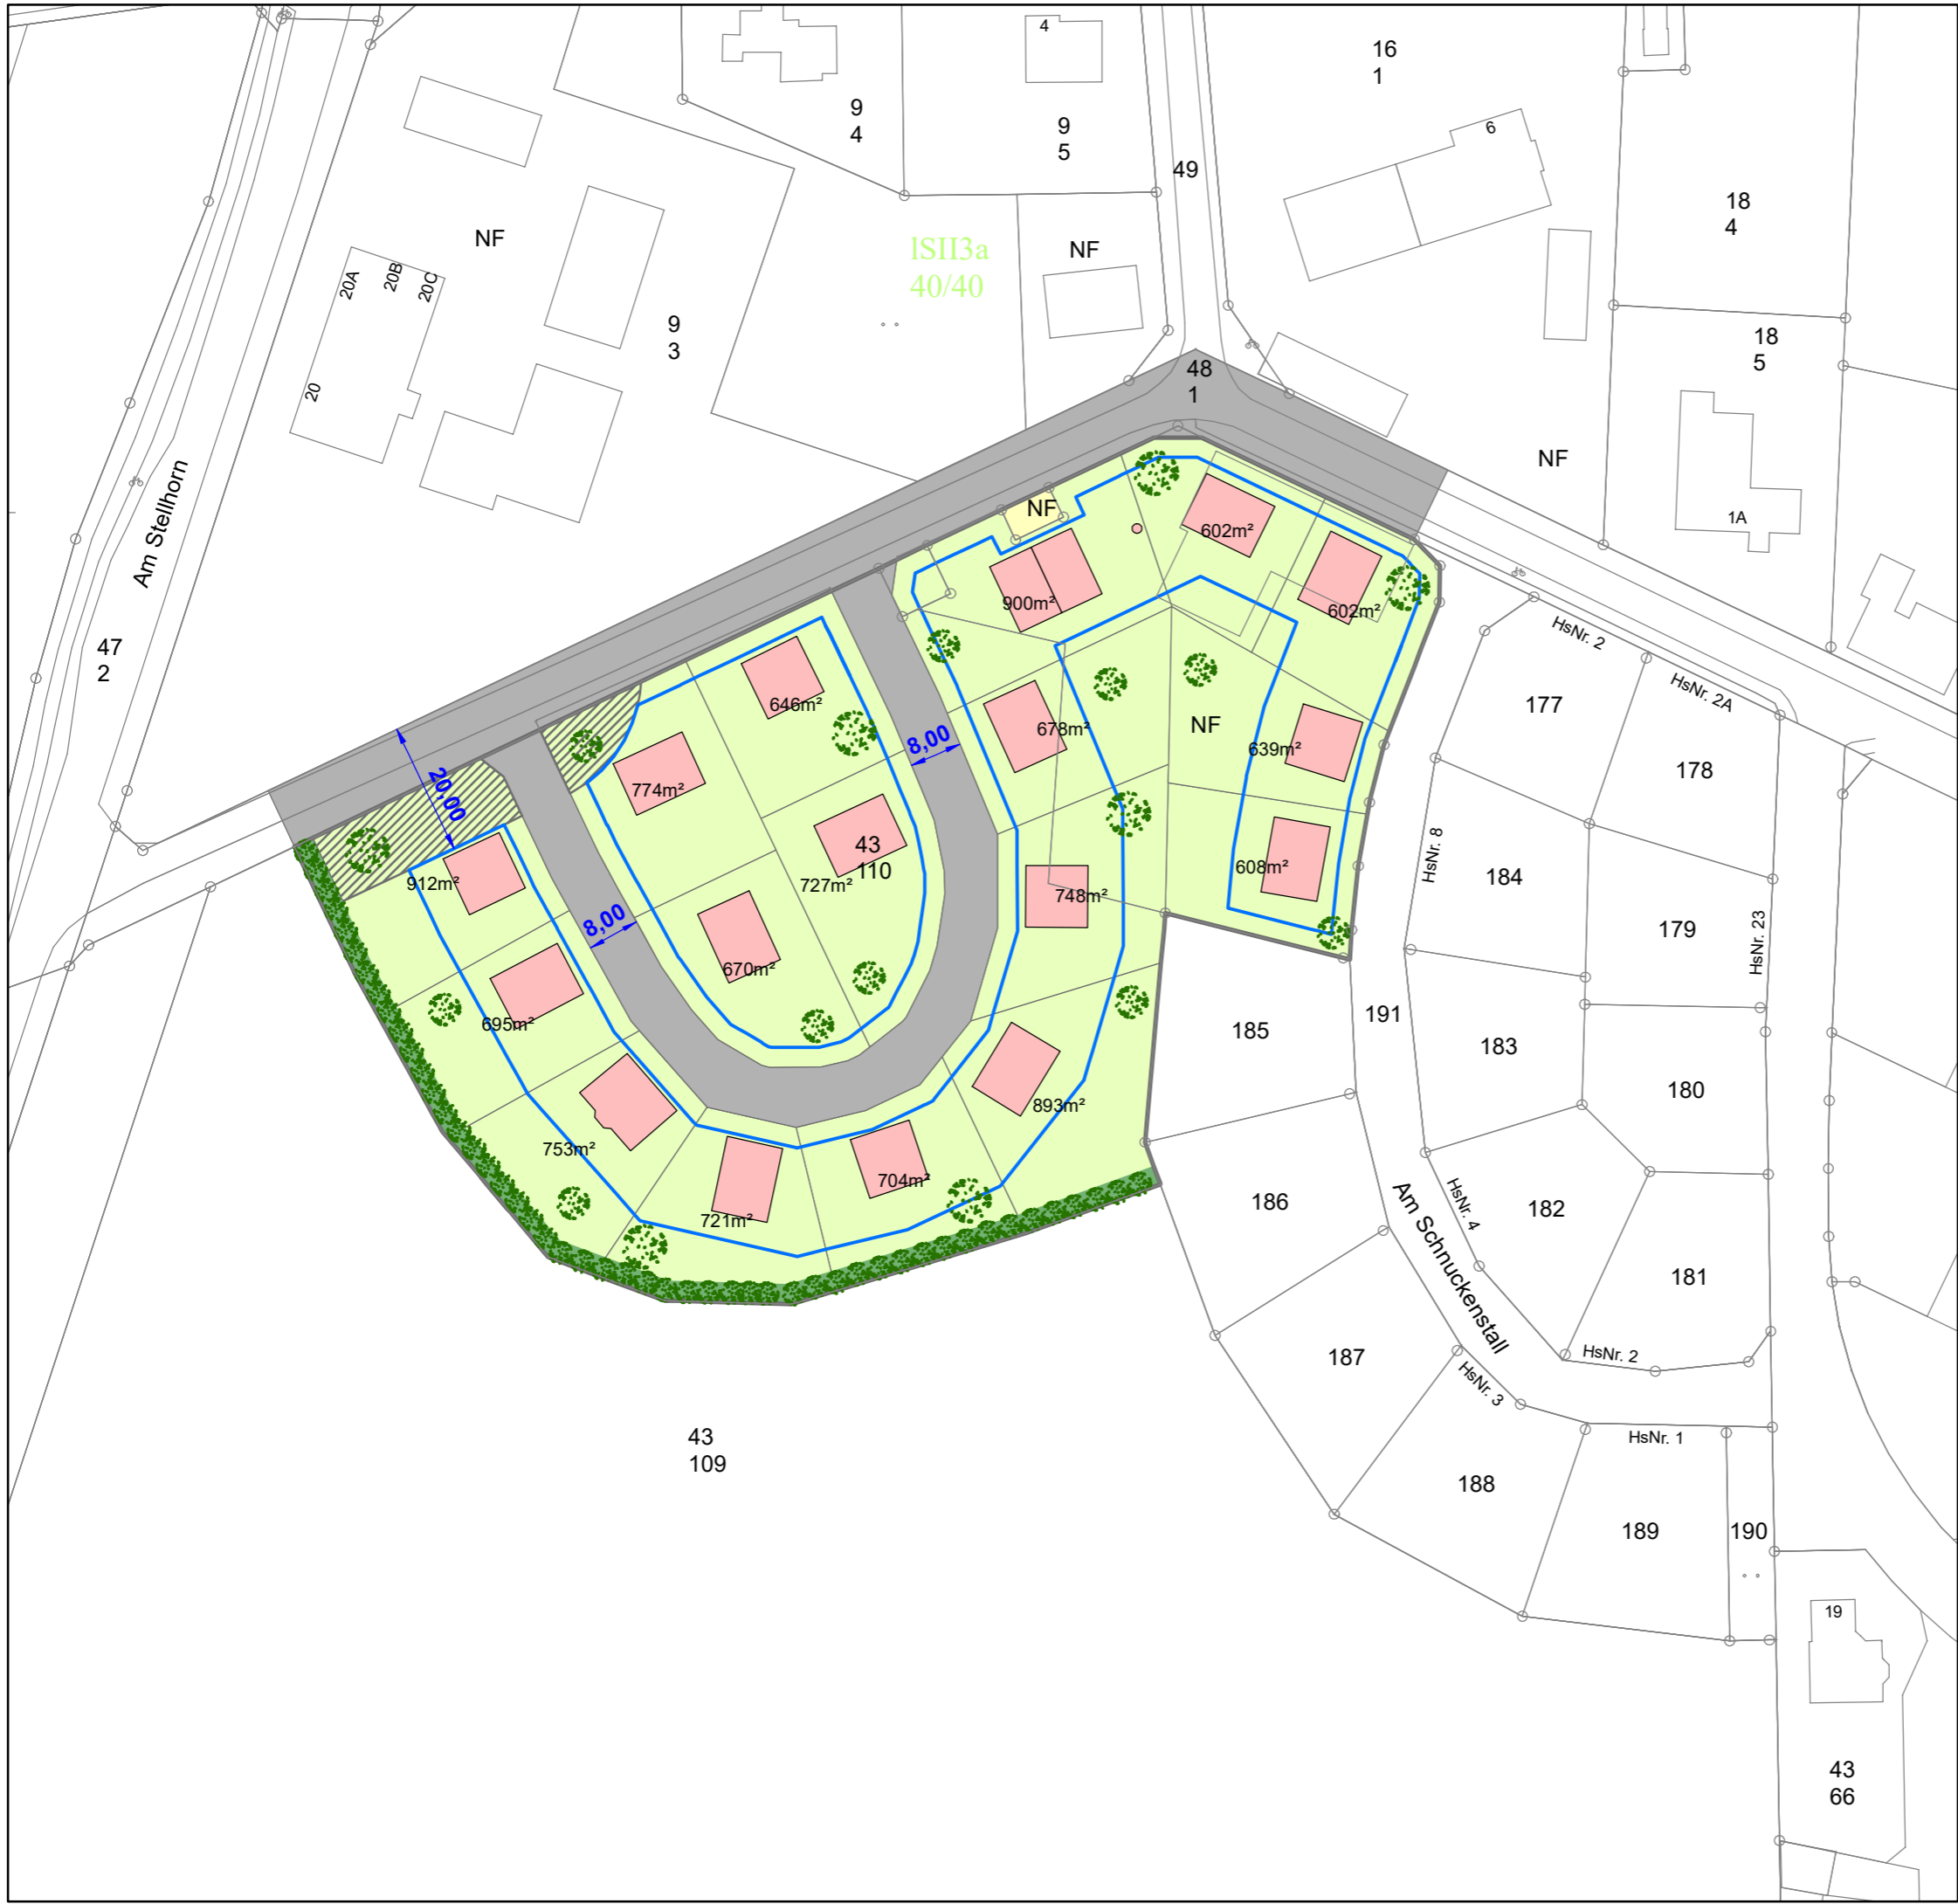 4
16
1
9
4
9
5
49
6
18
4
NF
lSII3a
40/40
NF
20A
20B
20C
9
3
18
5
48
1
20
NF
Am Stellhorn
NF
602m²
1A
900m²
602m²
HsNr. 2
47
2
646m²
678m²
NF
HsNr. 2A
177
8,00
639m²
178
774m²
20,00
43
110
HsNr. 8
912m²
727m²
748m²
608m²
184
8,00
179
HsNr. 23
670m²
695m²
185
191
183
180
893m²
753m²
704m²
721m²
186
HsNr. 4
182
Am Schnuckenstall
181
187
HsNr. 2
HsNr. 3
43
109
HsNr. 1
188
189
190
19
43
66